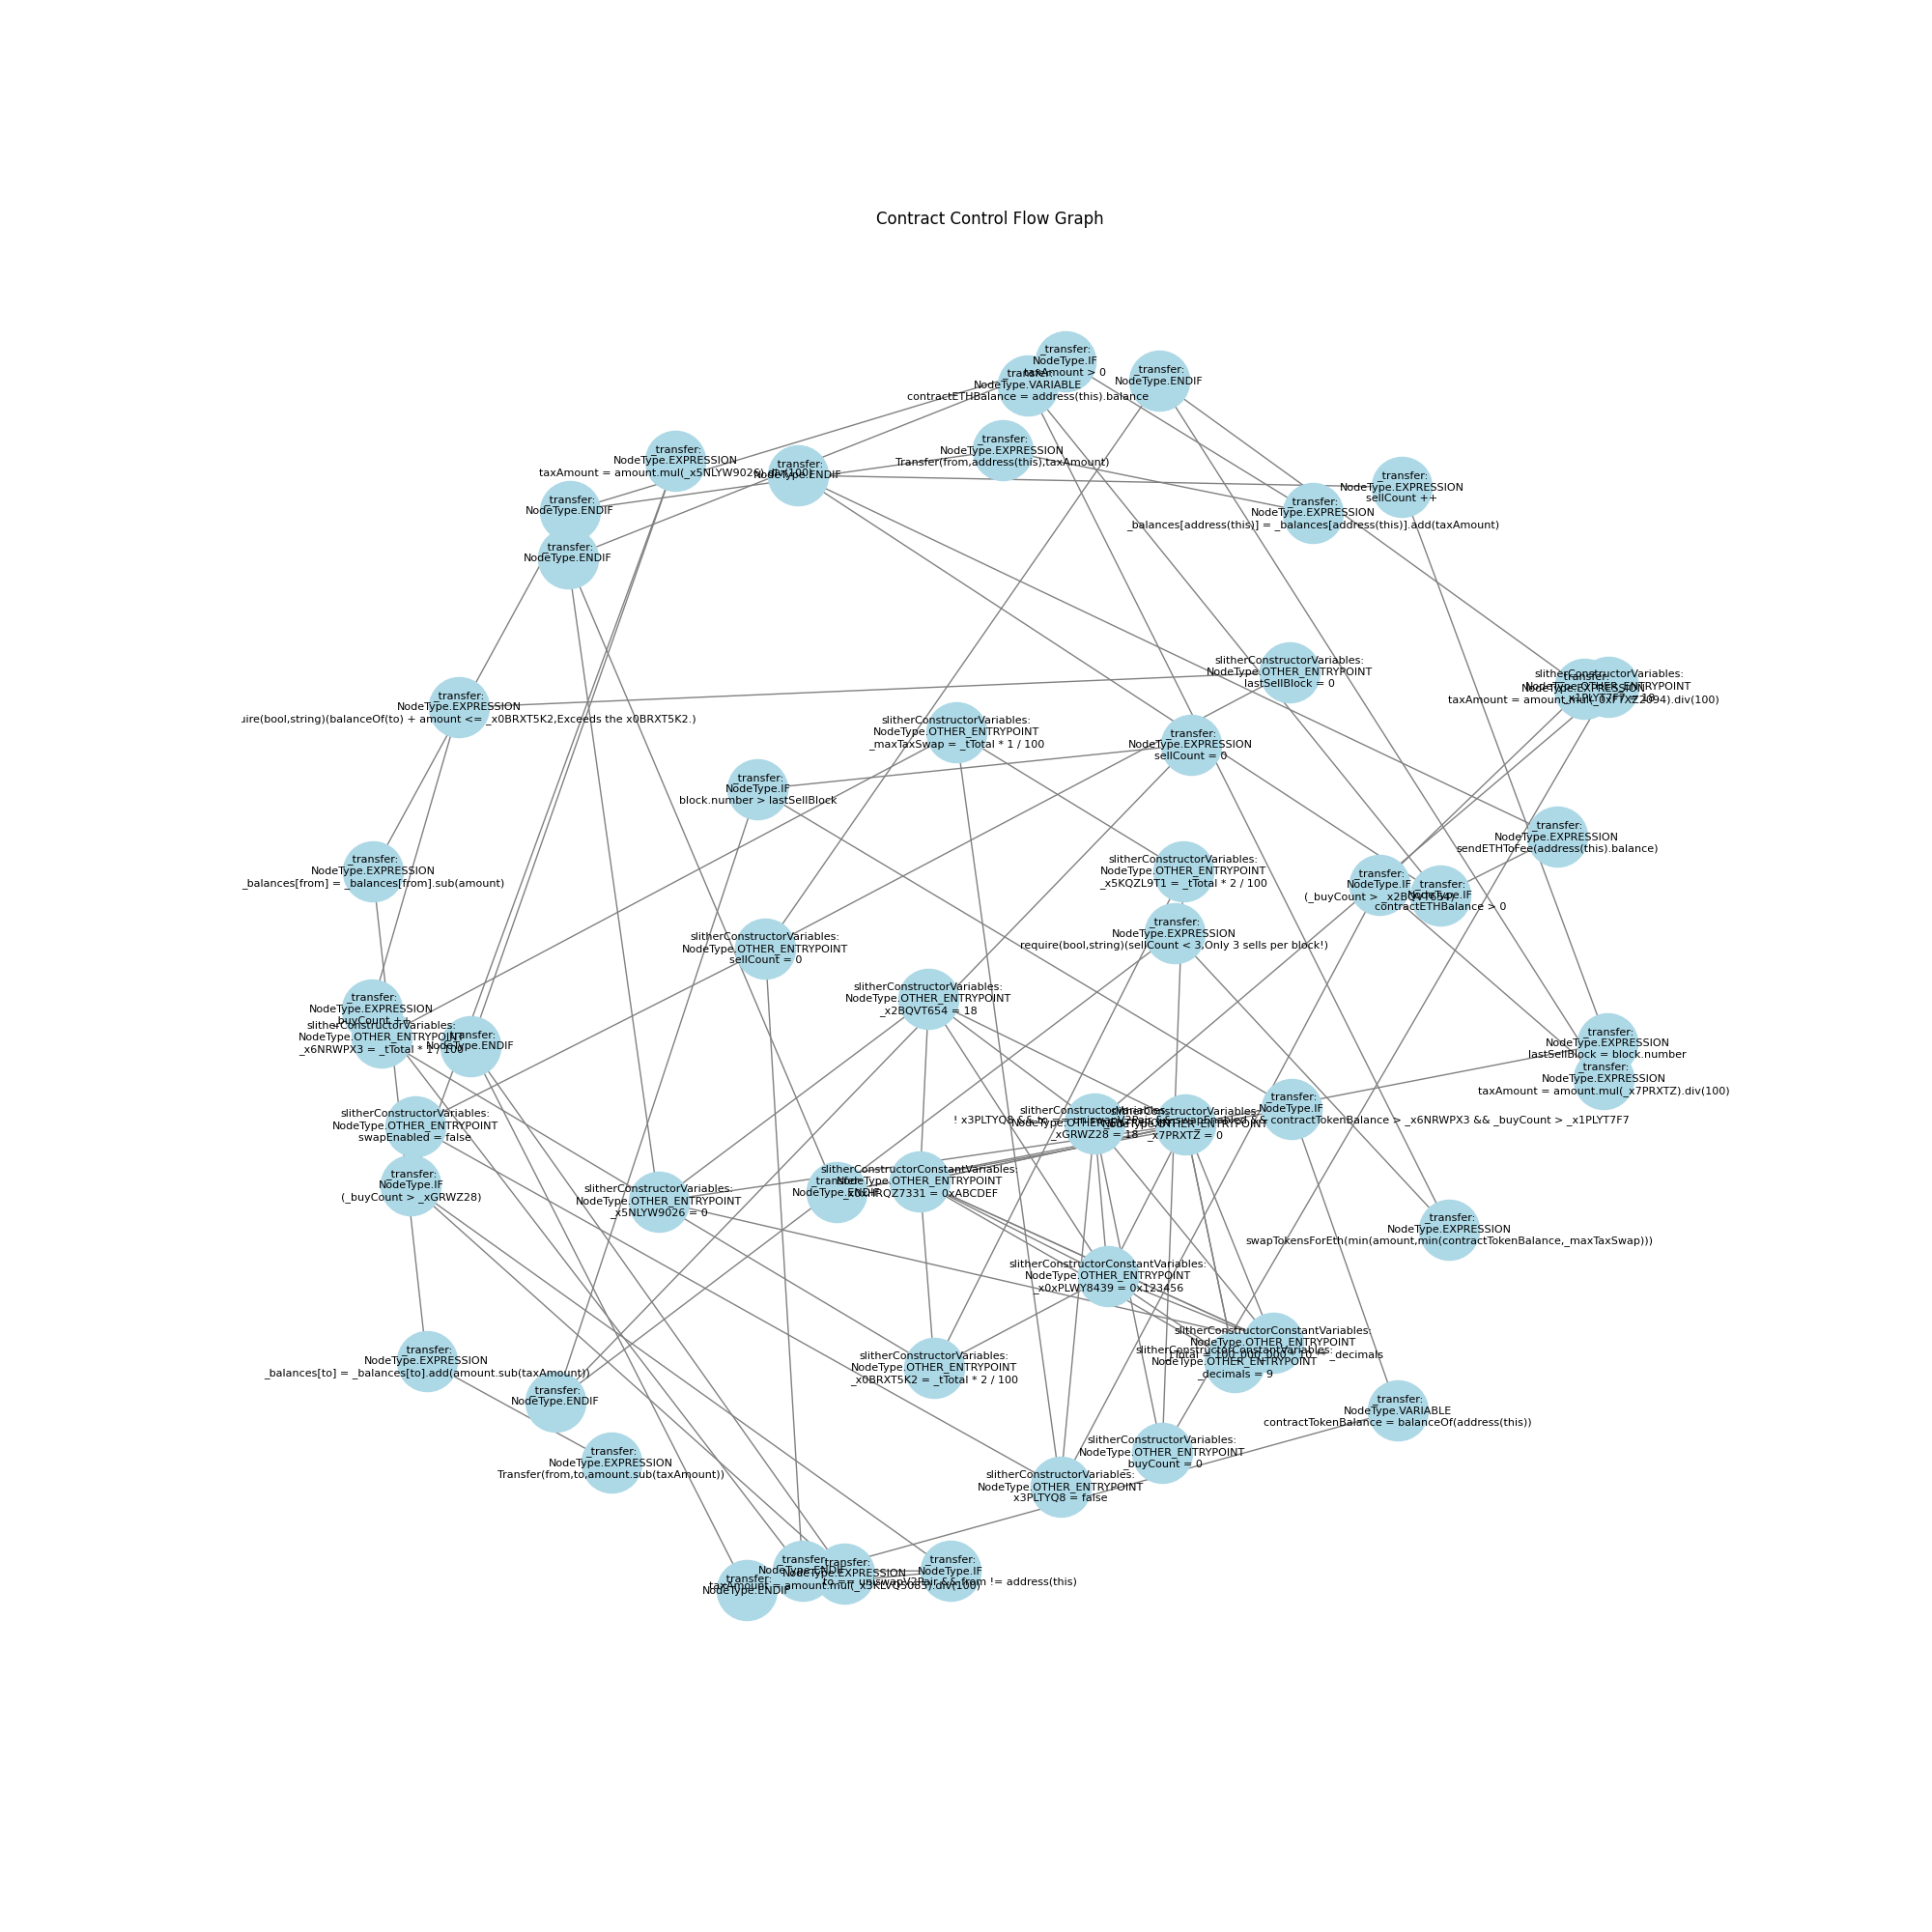 Contract Control Flow Graph
_transfer:
NodeType.IF
taxAmount > 0
_transfer:
NodeType.VARIABLE
contractETHBalance = address(this).balance
_transfer:
NodeType.ENDIF
_transfer:
NodeType.EXPRESSION
Transfer(from,address(this),taxAmount)
_transfer:
NodeType.EXPRESSION
taxAmount = amount.mul(_x5NLYW9026).div(100)
_transfer:
NodeType.ENDIF
_transfer:
NodeType.EXPRESSION
sellCount ++
_transfer:
NodeType.ENDIF
_transfer:
NodeType.EXPRESSION
_balances[address(this)] = _balances[address(this)].add(taxAmount)
_transfer:
NodeType.ENDIF
slitherConstructorVariables:
NodeType.OTHER_ENTRYPOINT
lastSellBlock = 0
slitherConstructorVariables:
NodeType.OTHER_ENTRYPOINT
_x1PLYT7F7 = 18
_transfer:
NodeType.EXPRESSION
taxAmount = amount.mul(_0xF7XZ2094).div(100)
_transfer:
NodeType.EXPRESSION
uire(bool,string)(balanceOf(to) + amount <= _x0BRXT5K2,Exceeds the x0BRXT5K2.)
slitherConstructorVariables:
NodeType.OTHER_ENTRYPOINT
_maxTaxSwap = _tTotal * 1 / 100
_transfer:
NodeType.EXPRESSION
sellCount = 0
_transfer:
NodeType.IF
block.number > lastSellBlock
_transfer:
NodeType.EXPRESSION
sendETHToFee(address(this).balance)
_transfer:
NodeType.EXPRESSION
_balances[from] = _balances[from].sub(amount)
slitherConstructorVariables:
NodeType.OTHER_ENTRYPOINT
_x5KQZL9T1 = _tTotal * 2 / 100
_transfer:
NodeType.IF
(_buyCount > _x2BQVT654)
_transfer:
NodeType.IF
contractETHBalance > 0
_transfer:
NodeType.EXPRESSION
require(bool,string)(sellCount < 3,Only 3 sells per block!)
slitherConstructorVariables:
NodeType.OTHER_ENTRYPOINT
sellCount = 0
slitherConstructorVariables:
NodeType.OTHER_ENTRYPOINT
_x2BQVT654 = 18
_transfer:
NodeType.EXPRESSION
_buyCount ++
slitherConstructorVariables:
NodeType.OTHER_ENTRYPOINT
_x6NRWPX3 = _tTotal * 1 / 100
_transfer:
NodeType.ENDIF
_transfer:
NodeType.EXPRESSION
lastSellBlock = block.number
_transfer:
NodeType.EXPRESSION
taxAmount = amount.mul(_x7PRXTZ).div(100)
slitherConstructorVariables:
NodeType.OTHER_ENTRYPOINT
swapEnabled = false
_transfer:
NodeType.IF
! x3PLTYQ8 && to == uniswapV2Pair && swapEnabled && contractTokenBalance > _x6NRWPX3 && _buyCount > _x1PLYT7F7
slitherConstructorVariables:
NodeType.OTHER_ENTRYPOINT
_xGRWZ28 = 18
slitherConstructorVariables:
NodeType.OTHER_ENTRYPOINT
_x7PRXTZ = 0
_transfer:
NodeType.IF
(_buyCount > _xGRWZ28)
slitherConstructorVariables:
NodeType.OTHER_ENTRYPOINT
_x5NLYW9026 = 0
_transfer:
NodeType.ENDIF
slitherConstructorConstantVariables:
NodeType.OTHER_ENTRYPOINT
_x0xHRQZ7331 = 0xABCDEF
_transfer:
NodeType.EXPRESSION
swapTokensForEth(min(amount,min(contractTokenBalance,_maxTaxSwap)))
slitherConstructorConstantVariables:
NodeType.OTHER_ENTRYPOINT
_x0xPLWY8439 = 0x123456
slitherConstructorConstantVariables:
NodeType.OTHER_ENTRYPOINT
_tTotal = 100_000_000 * 10 ** _decimals
slitherConstructorConstantVariables:
NodeType.OTHER_ENTRYPOINT
_decimals = 9
_transfer:
NodeType.EXPRESSION
_balances[to] = _balances[to].add(amount.sub(taxAmount))
slitherConstructorVariables:
NodeType.OTHER_ENTRYPOINT
_x0BRXT5K2 = _tTotal * 2 / 100
_transfer:
NodeType.ENDIF
_transfer:
NodeType.VARIABLE
contractTokenBalance = balanceOf(address(this))
slitherConstructorVariables:
NodeType.OTHER_ENTRYPOINT
_buyCount = 0
_transfer:
NodeType.EXPRESSION
Transfer(from,to,amount.sub(taxAmount))
slitherConstructorVariables:
NodeType.OTHER_ENTRYPOINT
x3PLTYQ8 = false
_transfer:
NodeType.ENDIF
_transfer:
NodeType.EXPRESSION
taxAmount = amount.mul(_x3KLVQ5083).div(100)
_transfer:
NodeType.IF
to == uniswapV2Pair && from != address(this)
_transfer:
NodeType.ENDIF